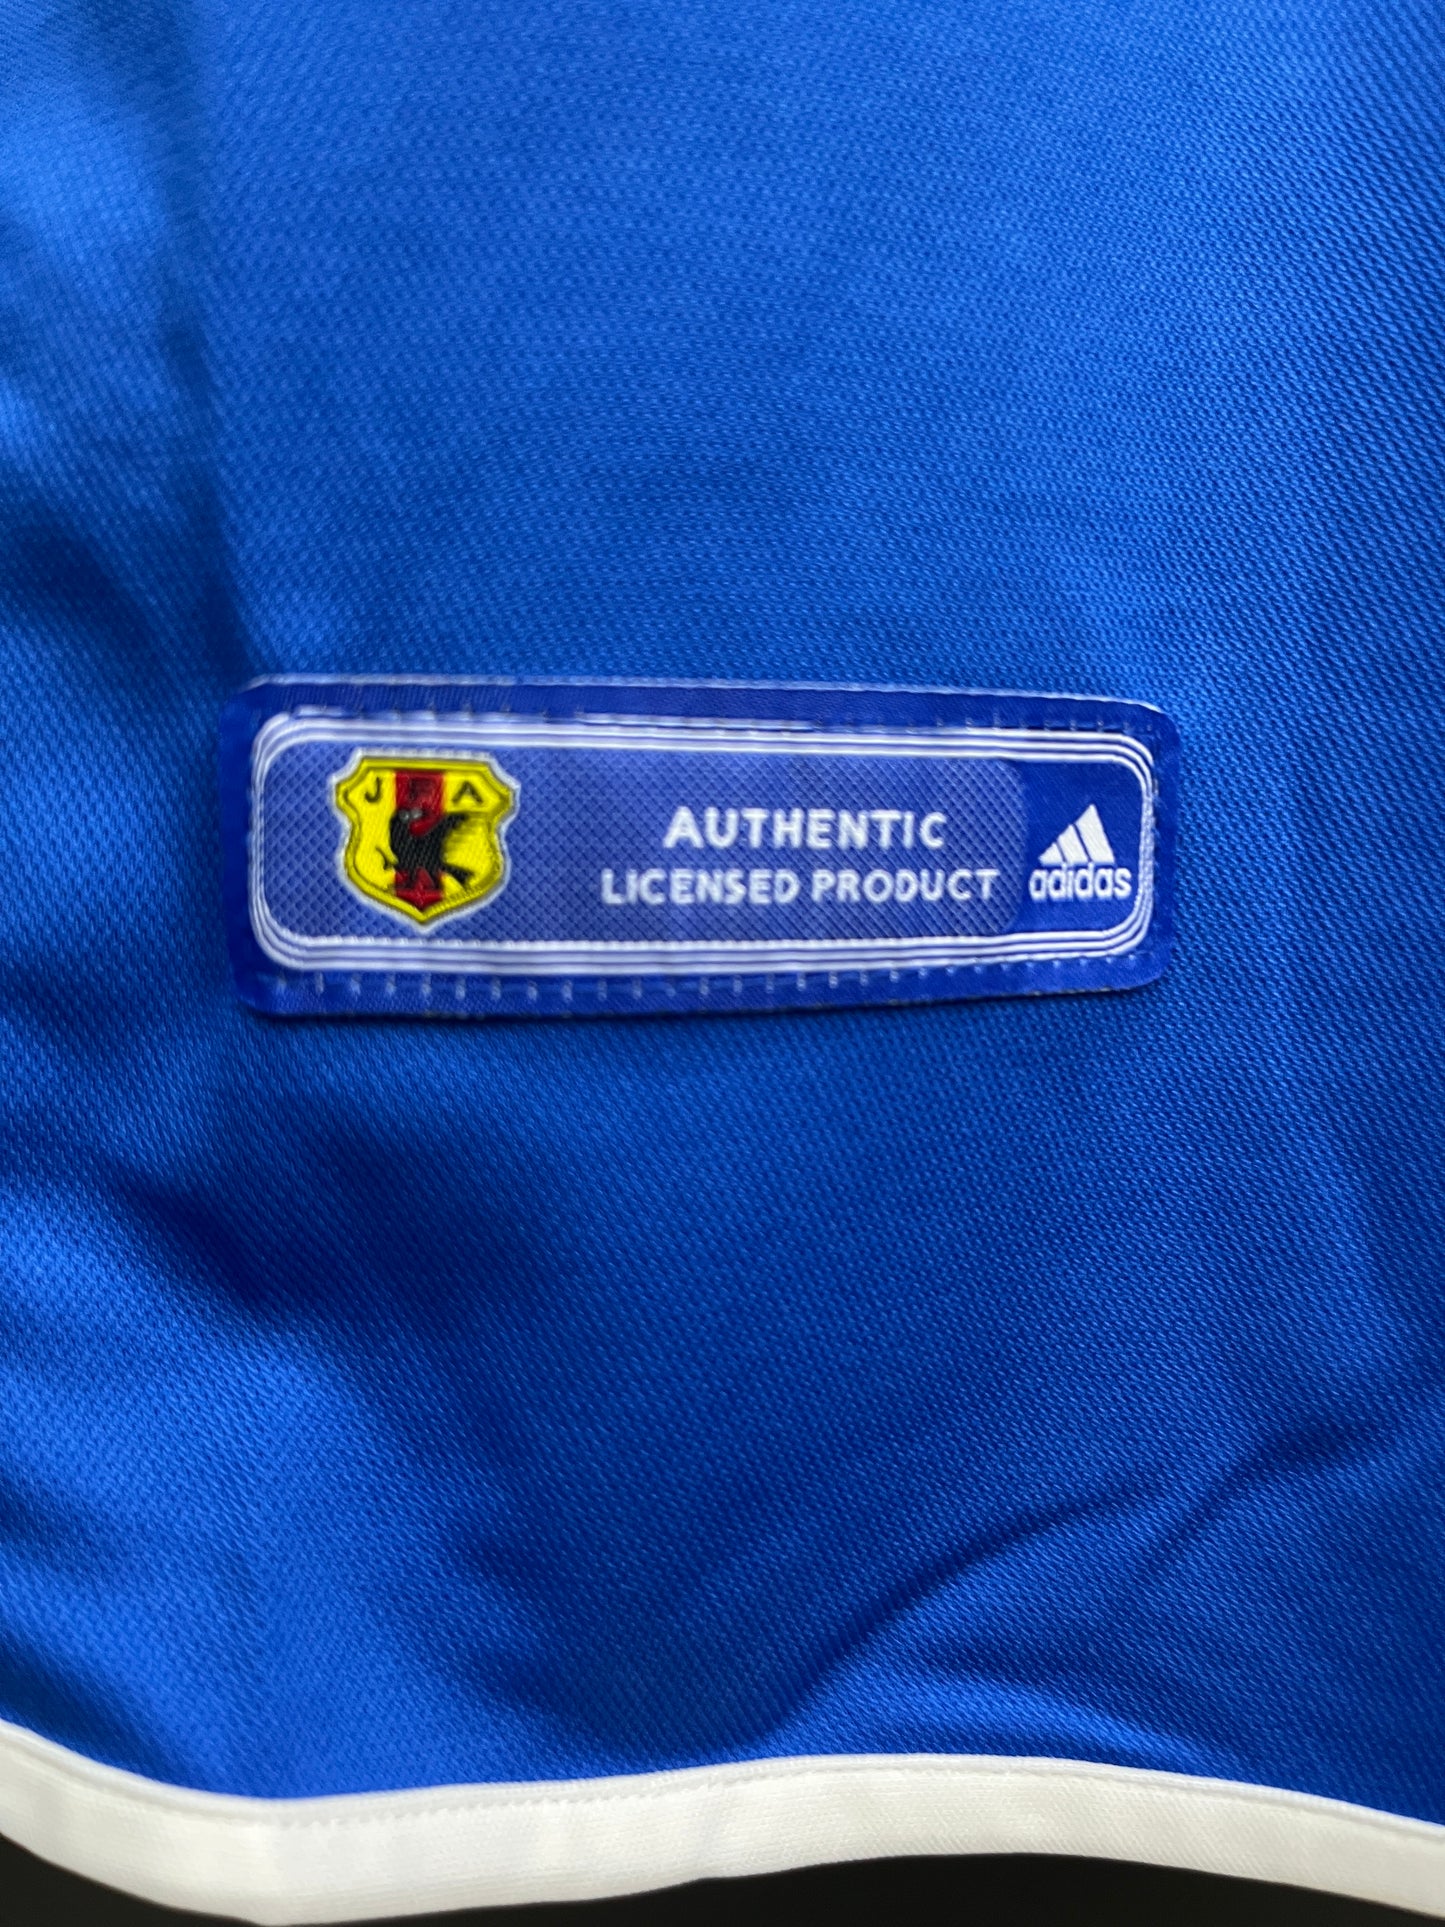 JFA
AUTHENTIC
LICENSED PRODUCT
adidas